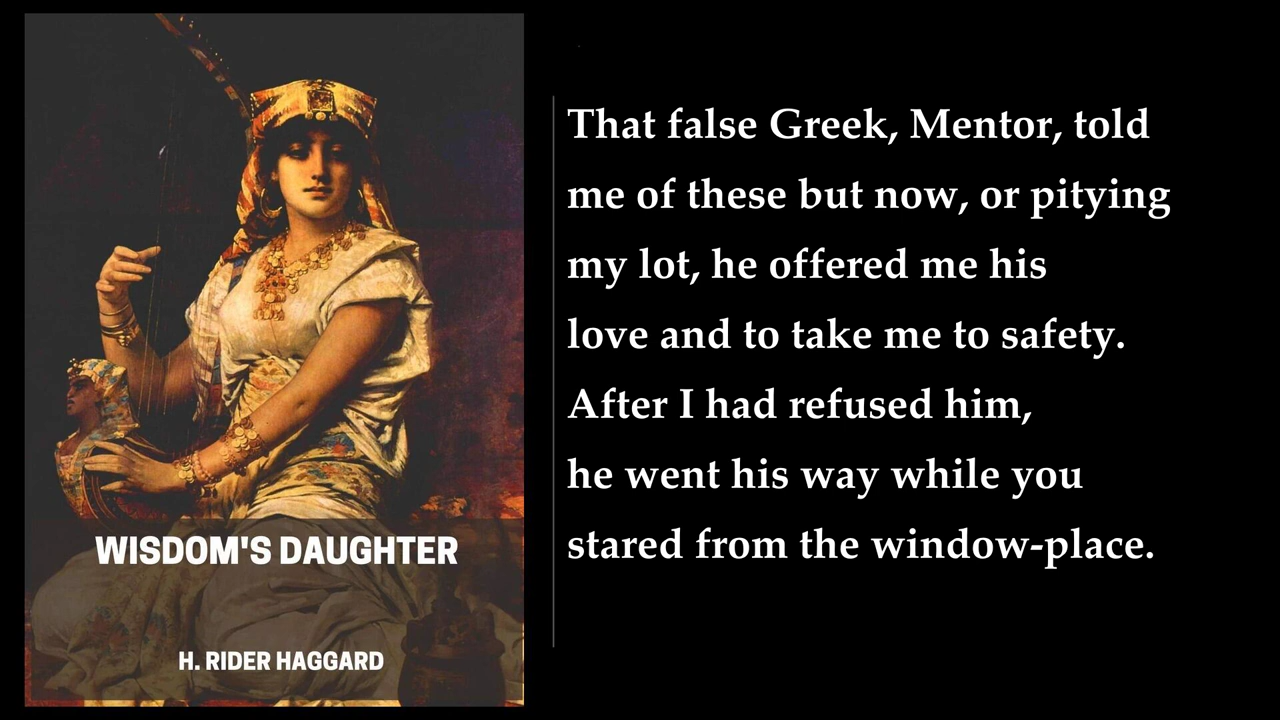 WISDOM'S DAUGHTER
H. RIDER HAGGARD
That false Greek, Mentor, told
me of these but now, or pitying
my lot, he offered me his
love and to take me to safety.
After I had refused him,
he went his way while you
stared from the window-place.